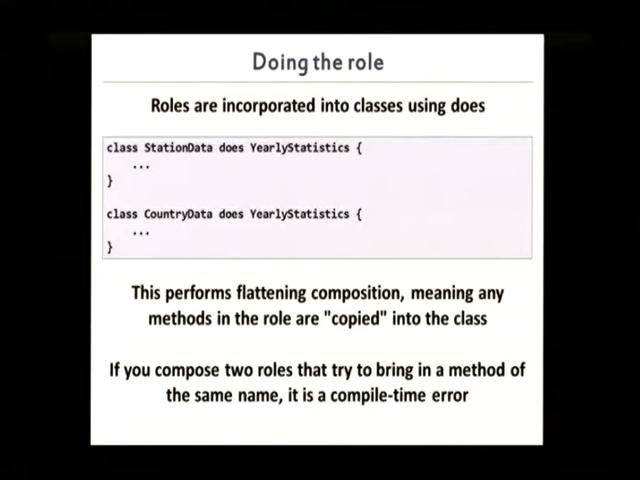 Doing the role
Roles are incorporated into classes using does
class StationData does YearlyStatistics {
...
}
class CountryData does YearlyStatistics {
...
}
This performs flattening composition, meaning any
methods in the role are "copied" into the class
If you compose two roles that try to bring in a method of
the same name, it is a compile-time error